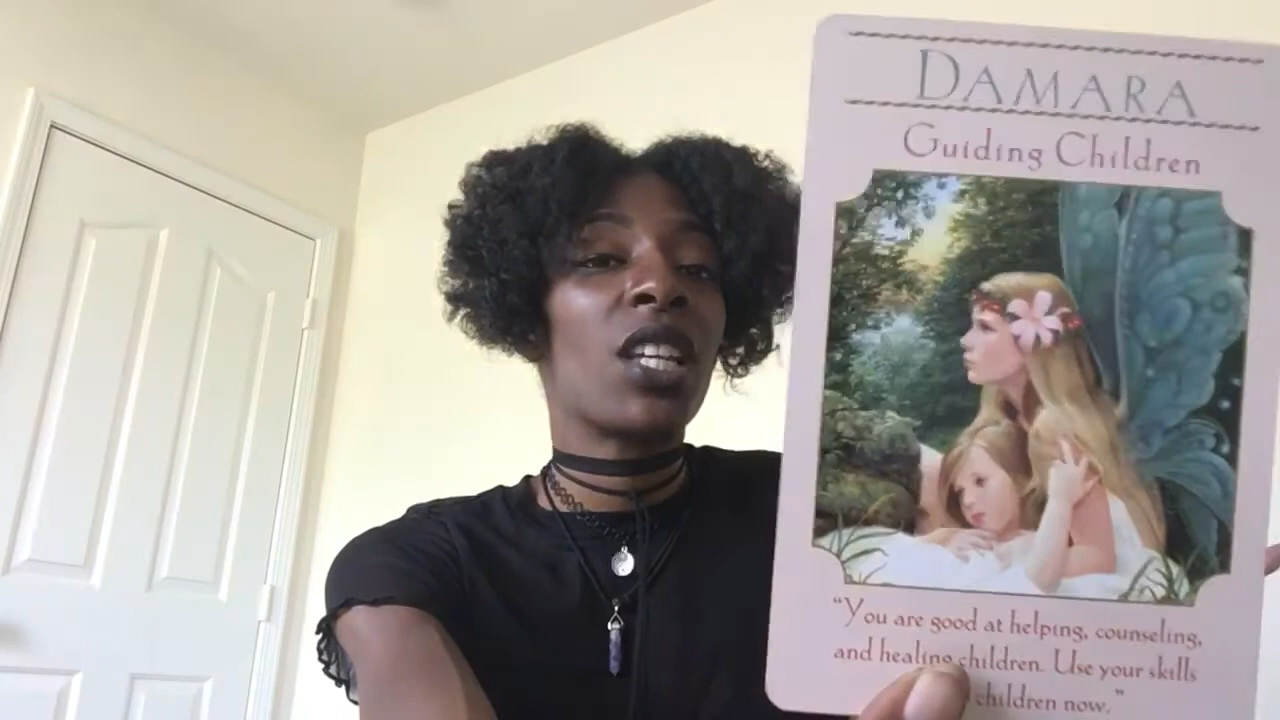 DAMARA
Guiding Children
“You are good at helping, counseling,
and healing children. Use your skills
children now.”